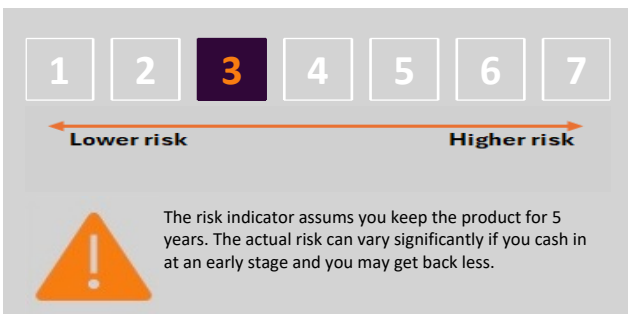 1 2 3 4 5 6 7
Lower risk Higher risk
The risk indicator assums you keep the product for 5
years. The actual risk can vary significantly if you cash in
at an early stage and you may get back less.